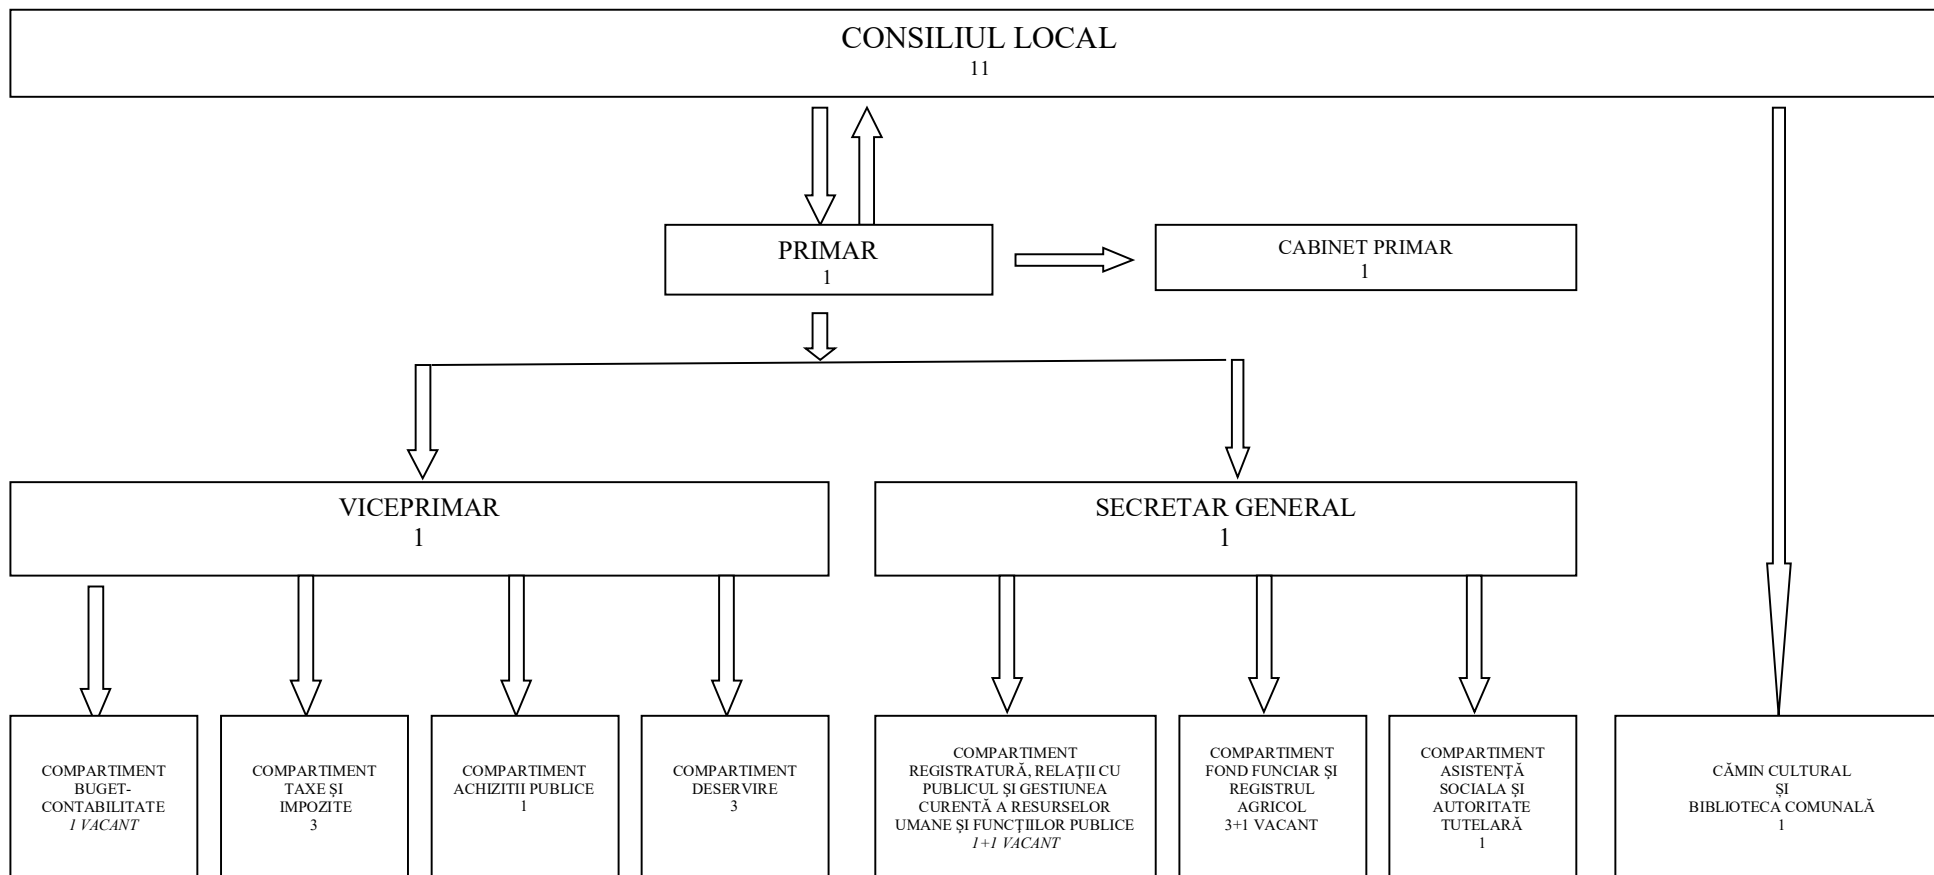 CONSILIUL LOCAL
11
PRIMAR
1
CABINET PRIMAR
1
VICEPRIMAR
1
SECRETAR GENERAL
1
COMPARTIMENT
BUGET-
CONTABILITATE
1 VACANT
COMPARTIMENT
TAXE ȘI
IMPOZITE
3
COMPARTIMENT
ACHIZITII PUBLICE
1
COMPARTIMENT
DESERVIRE
3
COMPARTIMENT
REGISTRATURĂ, RELAȚII CU
PUBLICUL ȘI GESTIUNEA
CURENTĂ A RESURSELOR
UMANE ȘI FUNCȚIILOR PUBLICE
1+1 VACANT
COMPARTIMENT
FOND FUNCIAR ȘI
REGISTRUL
AGRICOL
3+1 VACANT
COMPARTIMENT
ASISTENȚĂ
SOCIALA ȘI
AUTORITATE
TUTELARĂ
1
CĂMIN CULTURAL
ȘI
BIBLIOTECA COMUNALĂ
1